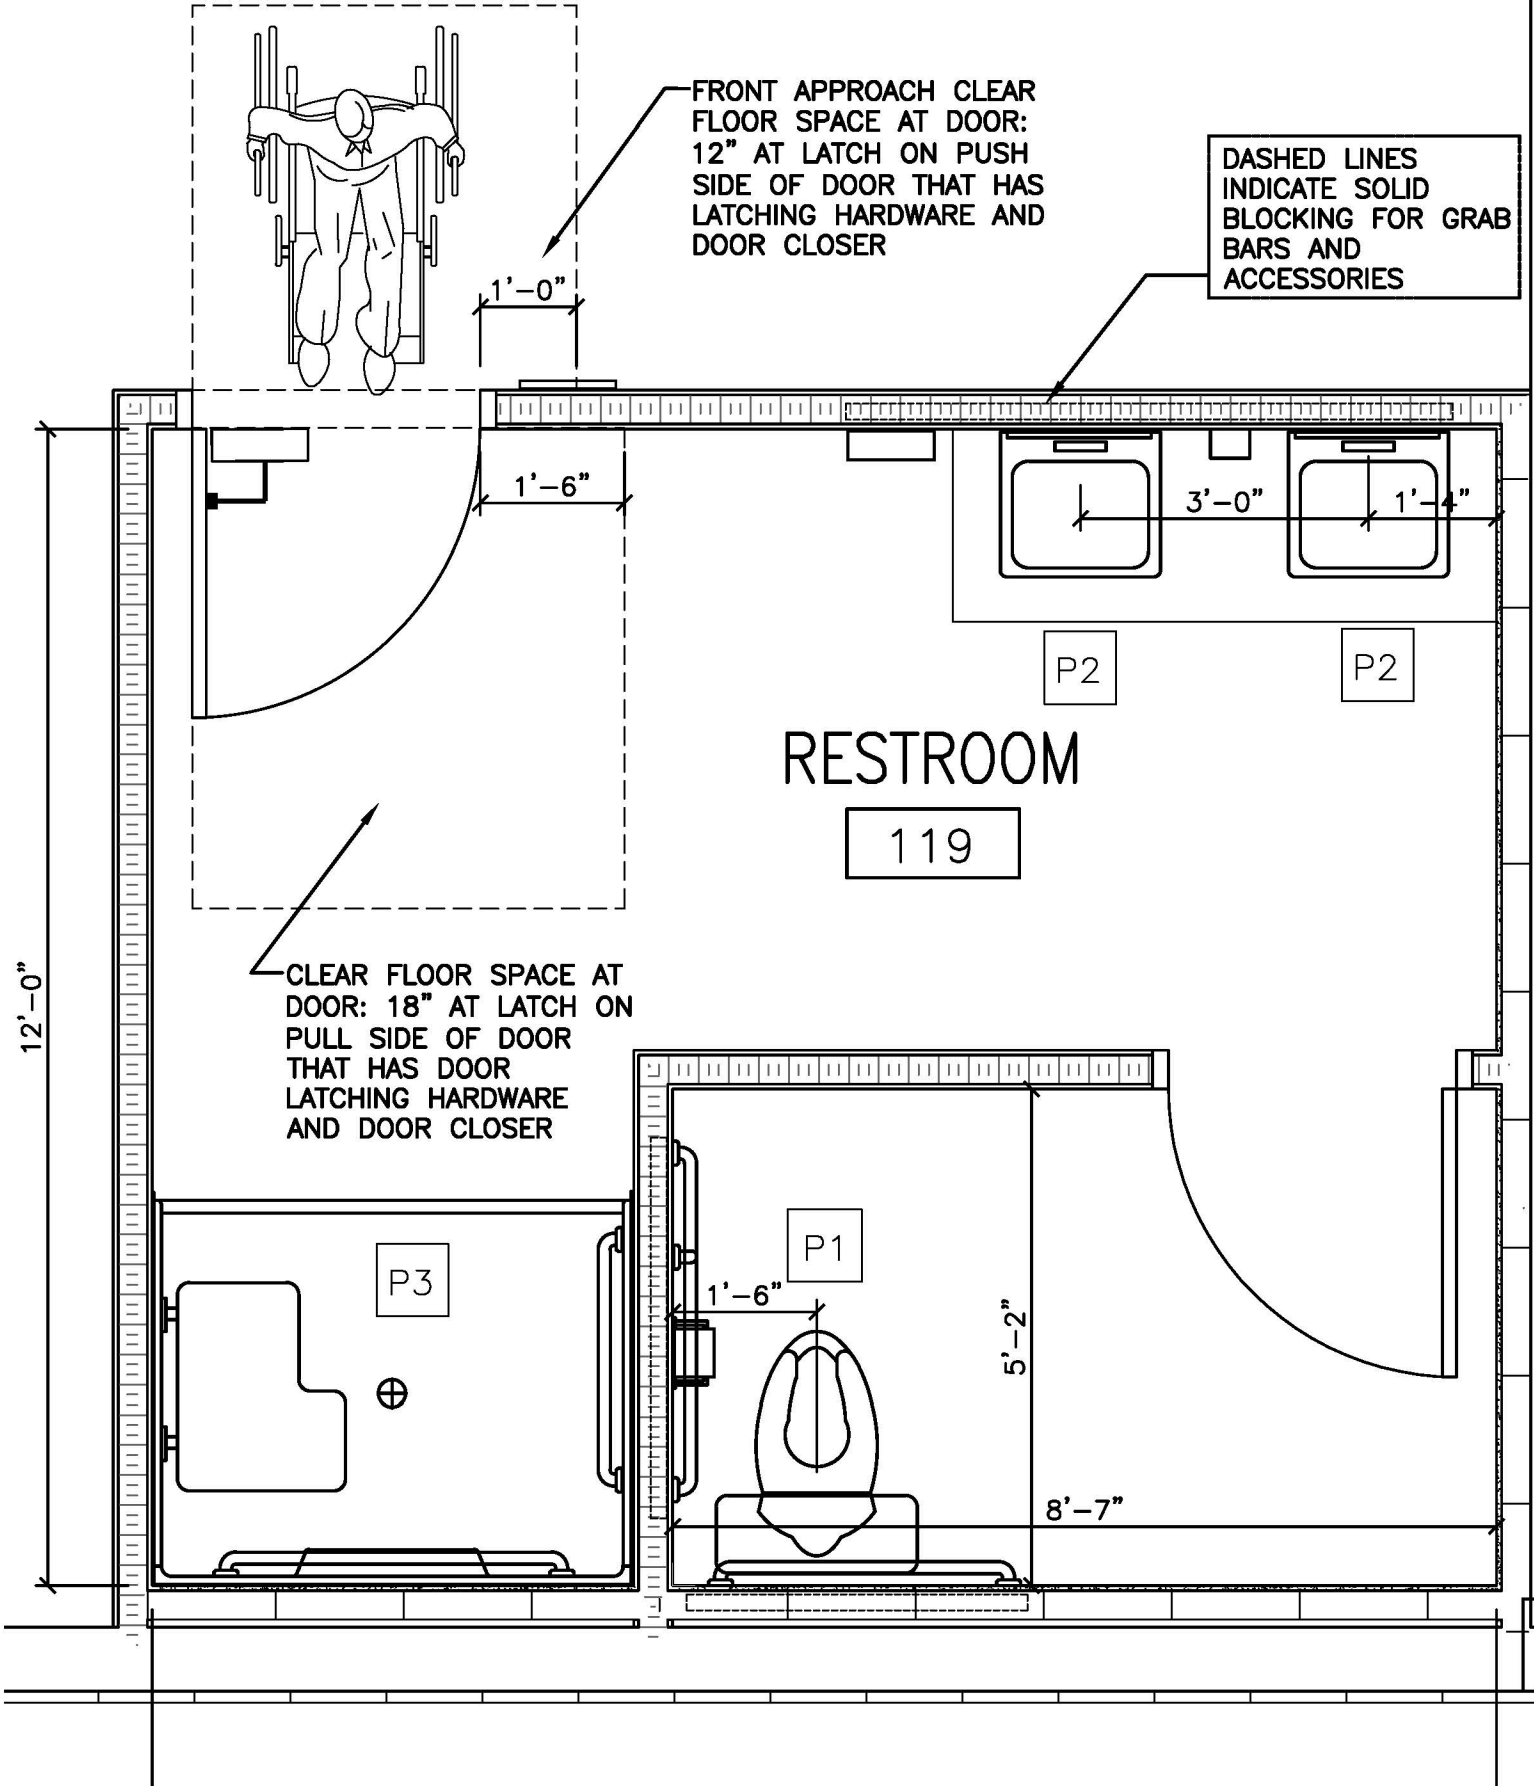 FRONT APPROACH CLEAR
FLOOR SPACE AT DOOR:
12” AT LATCH ON PUSH
SIDE OF DOOR THAT HAS
LATCHING HARDWARE AND
DOOR CLOSER
DASHED LINES
INDICATE SOLID
BLOCKING FOR GRAB
BARS AND
ACCESSORIES
1’-0”
1’-6”
3’-0”
1’-4”
P2
P2
RESTROOM
119
12’-0”
CLEAR FLOOR SPACE AT
DOOR: 18” AT LATCH ON
PULL SIDE OF DOOR
THAT HAS DOOR
LATCHING HARDWARE
AND DOOR CLOSER
P3
P1
1’-6”
5’-2”
8’-7”